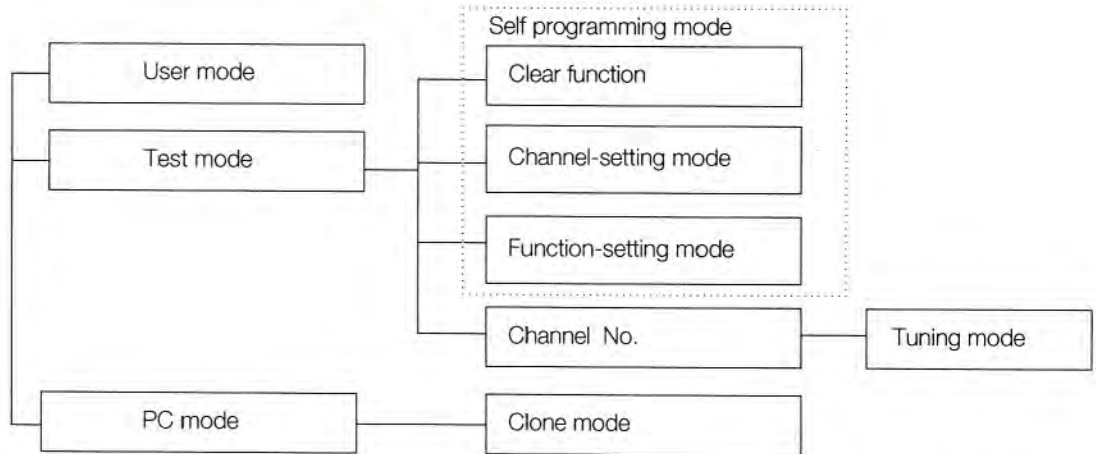 Self programming mode
User mode
Clear function
Test mode
Channel-setting mode
Function-setting mode
Channel No.
Tuning mode
PC mode
Clone mode